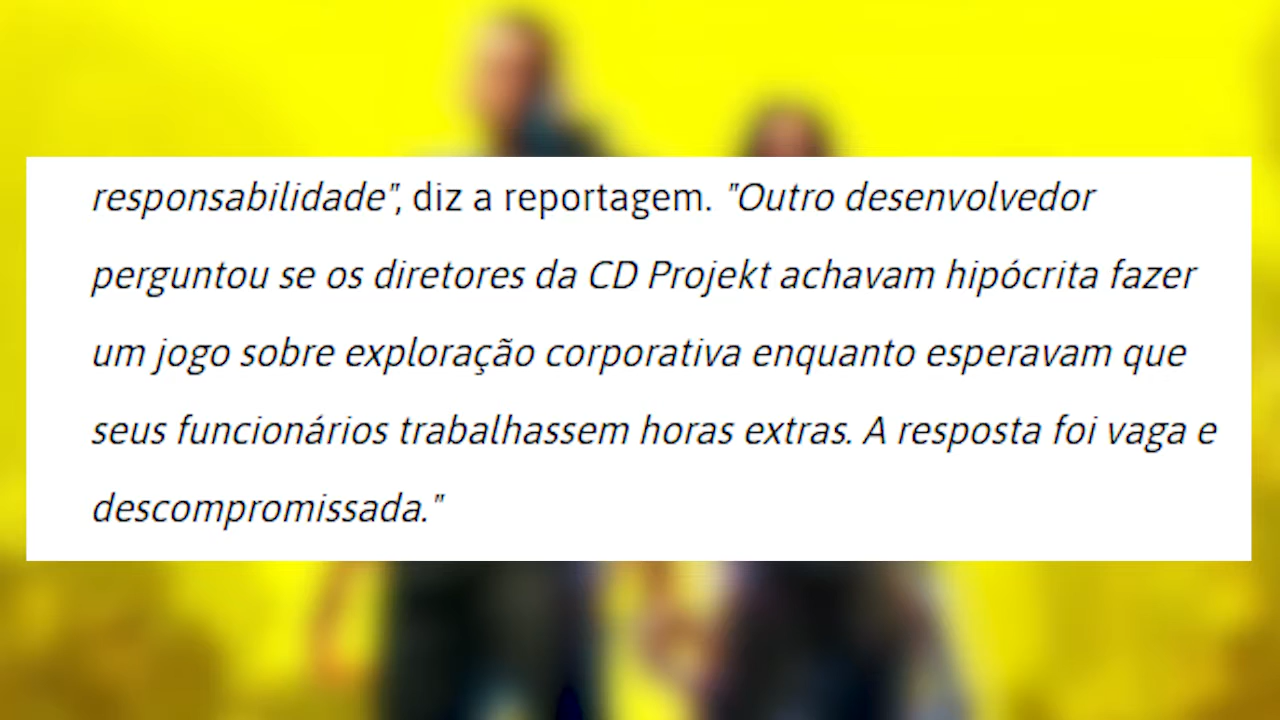 responsabilidade", diz a reportagem. "Outro desenvolvedor
perguntou se os diretores da CD Projekt achavam hipócrita fazer
um jogo sobre exploração corporativa enquanto esperavam que
seus funcionários trabalhassem horas extras. A resposta foi vaga e
descompromissada."